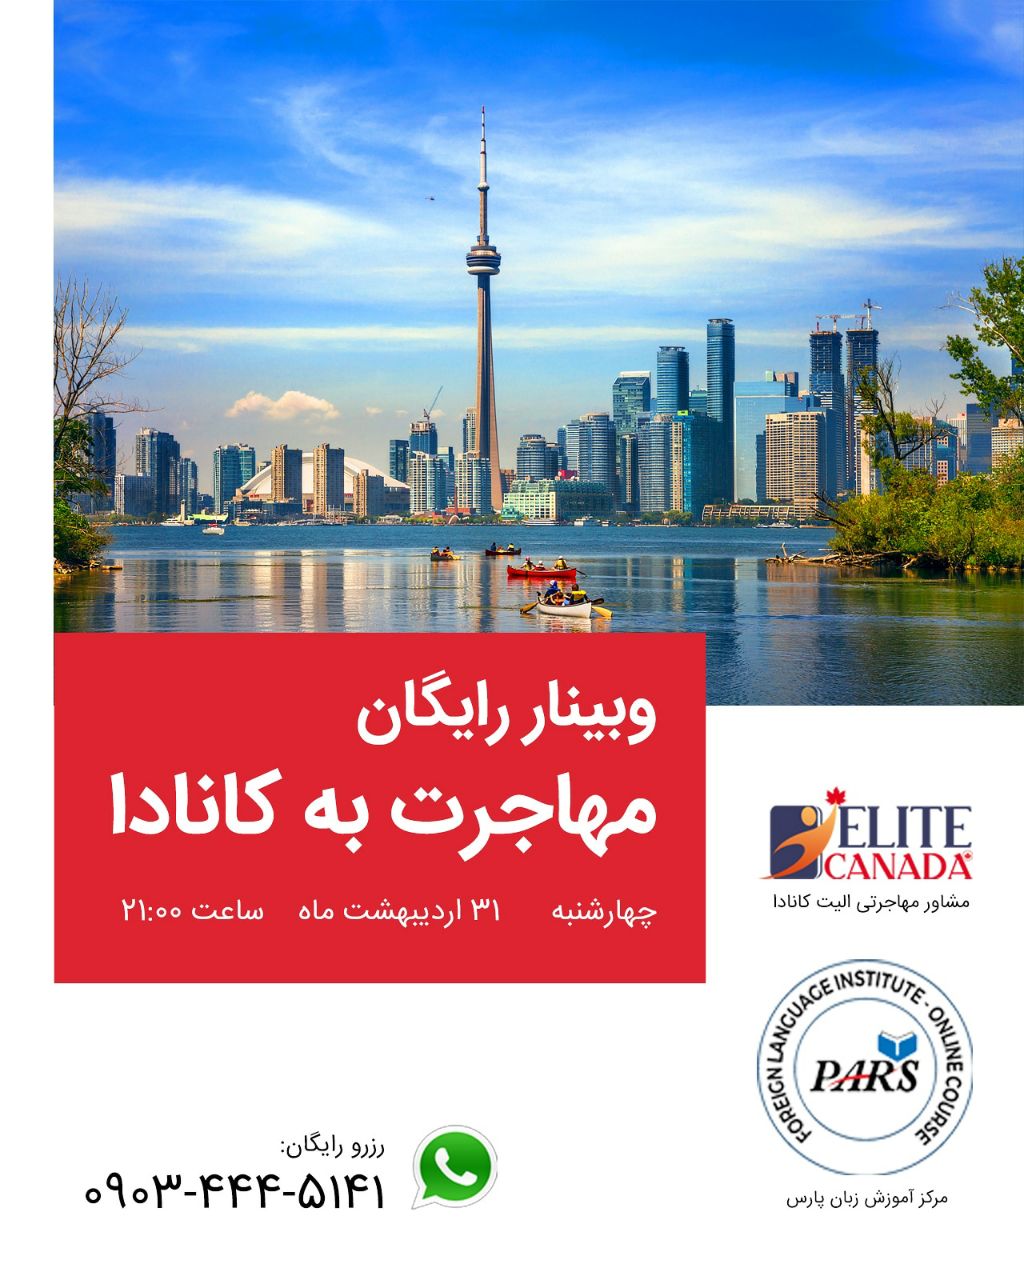 وبینار رایگان
مهاجرت به کانادا
چهارشنبه ۳۱ اردیبهشت ماه ساعت ۲۱:۰۰
ELITE
CANADA®
مشاور مهاجرتی الیت کانادا
FOREIGN LANGUAGE INSTITUTE - ONLINE COURSE
PARS
مرکز آموزش زبان پارس
رزرو رایگان:
۰۹۰۳-۴۴۴-۵۱۴۱